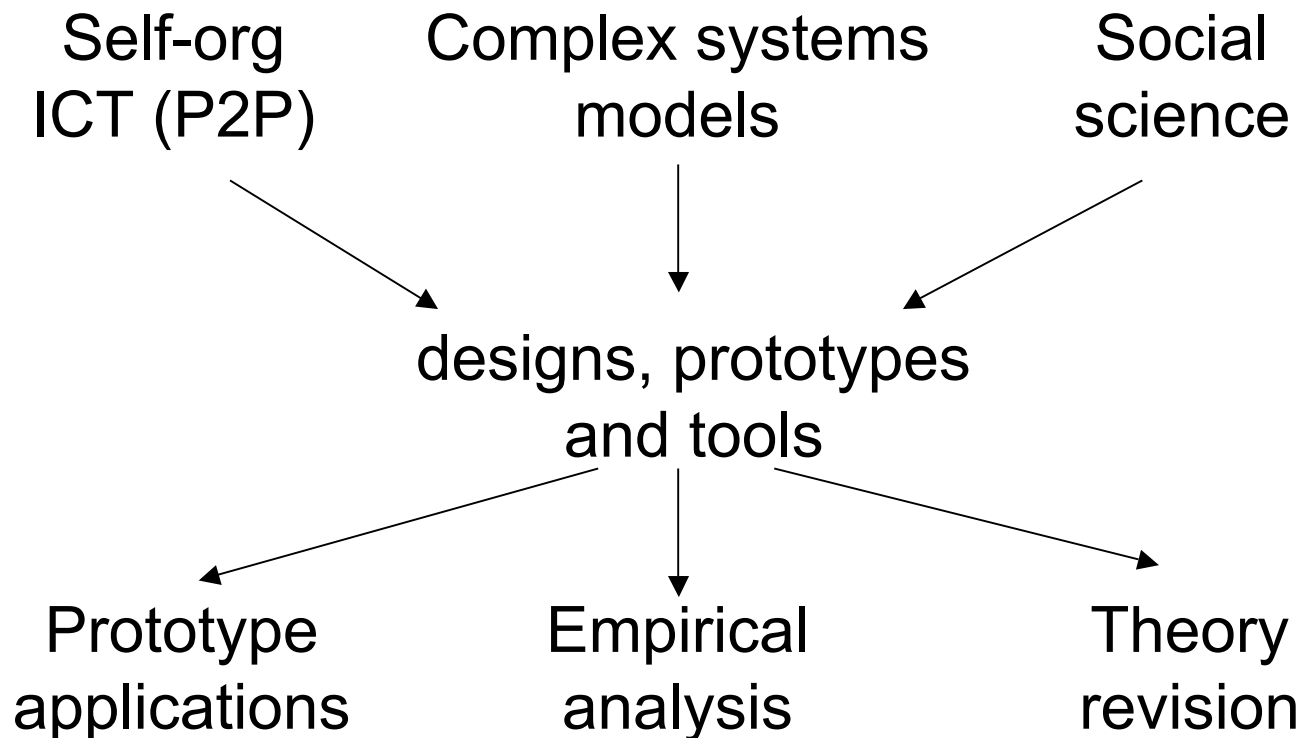 Self-org
ICT (P2P)
Complex systems
models
Social
science
designs, prototypes
and tools
Prototype
applications
Empirical
analysis
Theory
revision